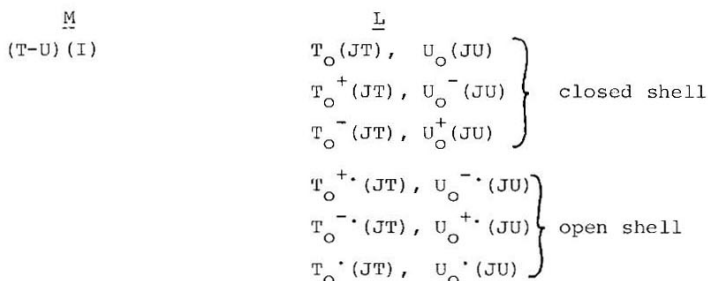 M L
(T-U)(I) T₀(JT), U₀(JU)
T₀⁺(JT), U₀⁻(JU) closed shell
T₀⁻(JT), U₀⁺(JU)
T₀⁺·(JT), U₀⁻·(JU)
T₀⁻·(JT), U₀⁺·(JU) open shell
T₀·(JT), U₀·(JU)